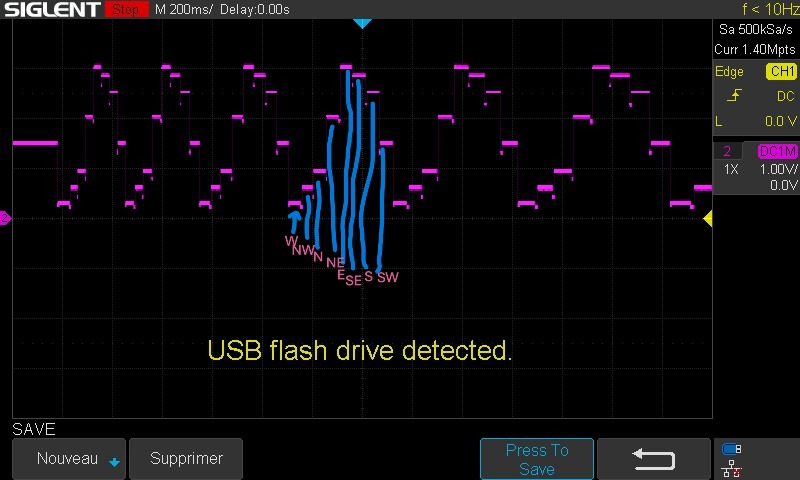 SIGLENT Stop M 200ms/ Delay:0.00s f < 10Hz
Sa 500kSa/s
Curr 1.40Mpts
Edge CH1
DC
L 0.0 V
2 DC1M
1X 1.00V/
0.0V
2
W
NW
N
NE
E
SE
S
SW
USB flash drive detected.
SAVE
Nouveau
Supprimer
Press To
Save